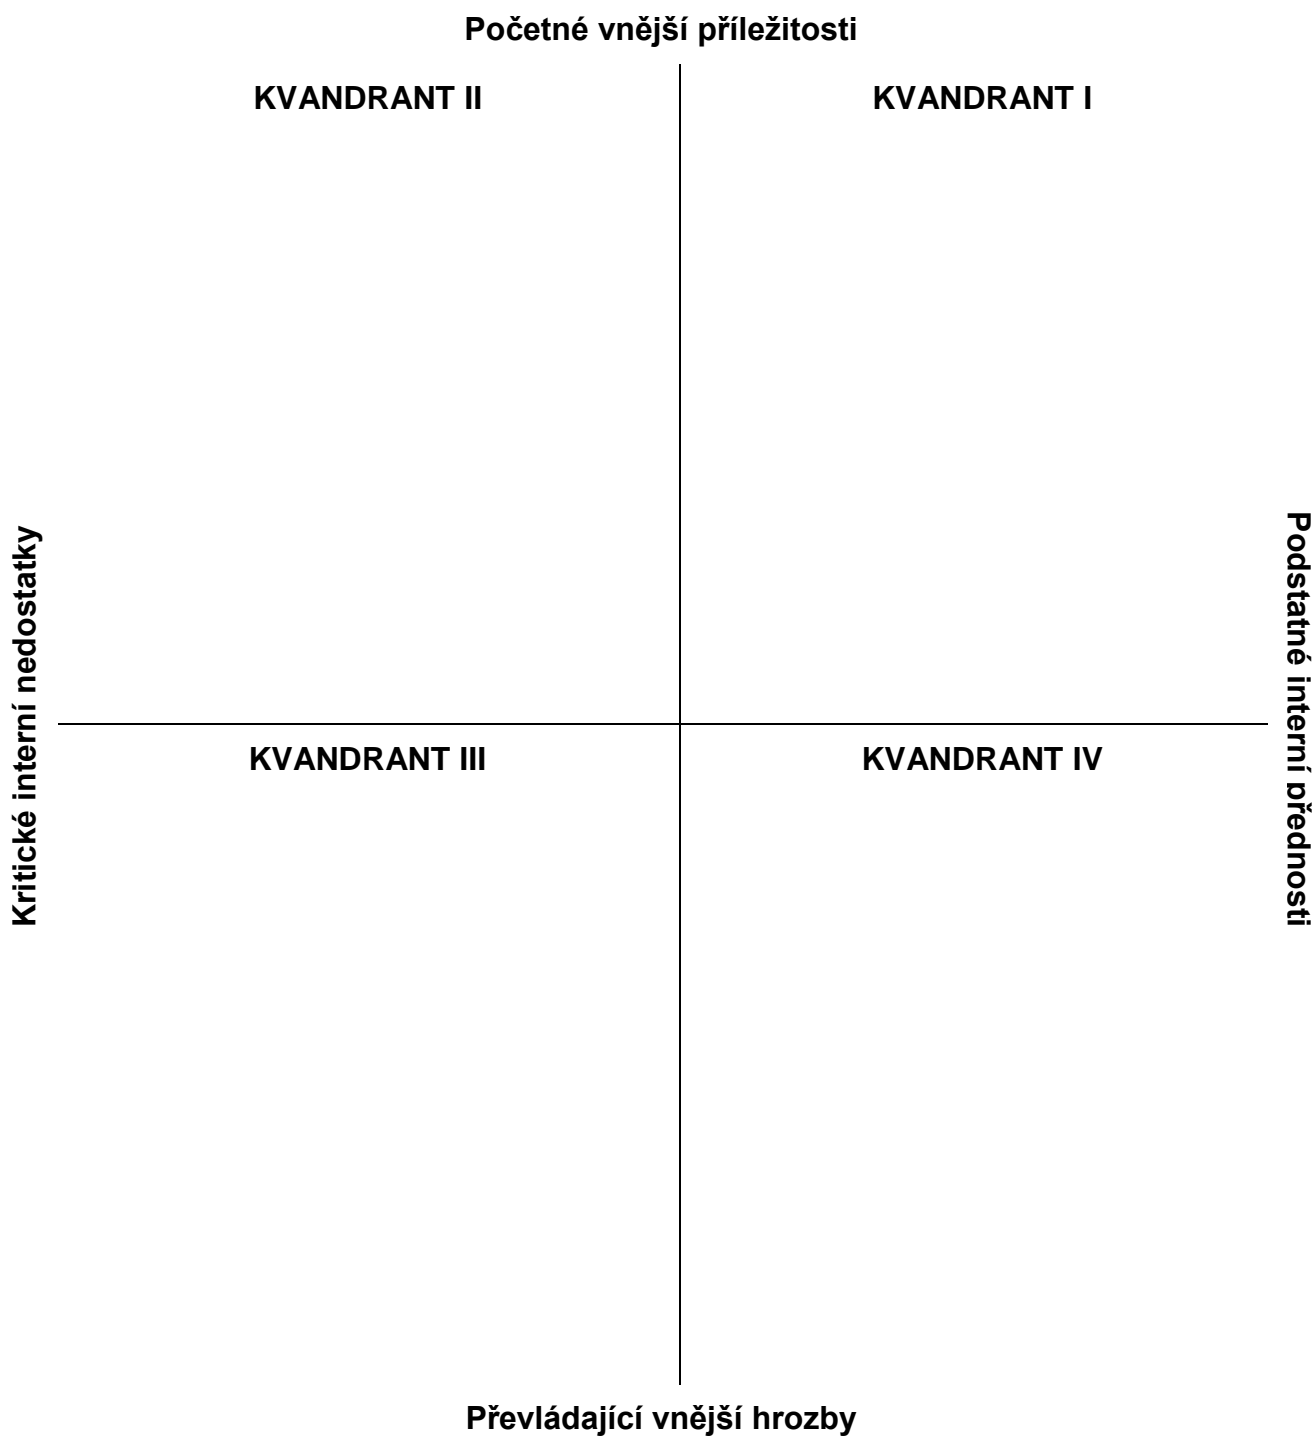 Početné vnější příležitosti
KVANDRANT II
KVANDRANT I
Kritické interní nedostatky
Podstatné interní přednosti
KVANDRANT III
KVANDRANT IV
Převládající vnější hrozby